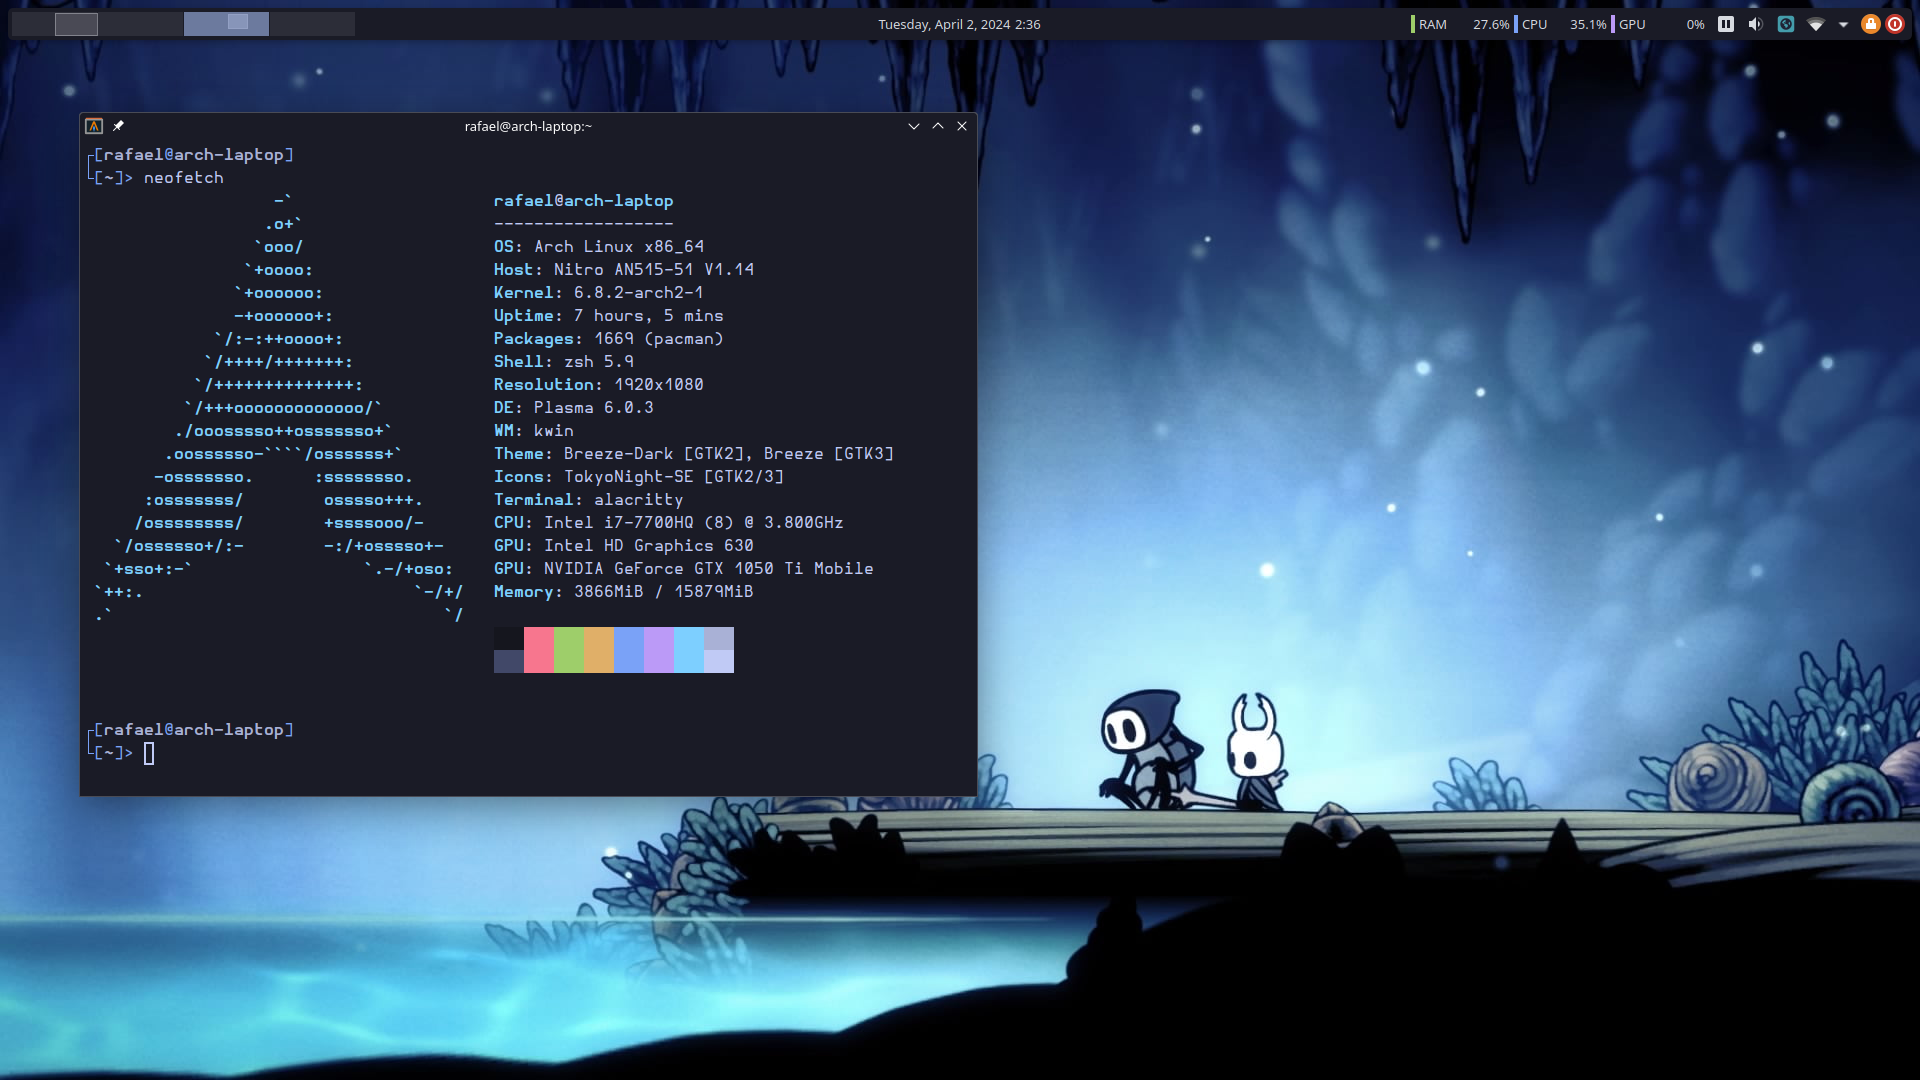 Tuesday, April 2, 2024 2:36
RAM 27.6% CPU 35.1% GPU 0%
rafael@arch-laptop:~
[rafael@arch-laptop]
[~]> neofetch
-`
.o+`
`ooo/
`+oooo:
`+oooooo:
-+oooooo+:
`/:-:++oooo+:
`/++++/+++++++:
`/++++++++++++++:
`/+++ooooooooooooo/`
./ooosssso++osssssso+`
.oossssso-````/ossssss+`
-osssssso. :ssssssso.
:osssssss/ osssso+++.
/ossssssss/ +ssssooo/-
`/ossssso+/:- -:/+osssso+-
`+sso+:-` `.-/+oso:
`++:. `-/+/
.` `/
rafael@arch-laptop
------------------
OS: Arch Linux x86_64
Host: Nitro AN515-51 V1.14
Kernel: 6.8.2-arch2-1
Uptime: 7 hours, 5 mins
Packages: 1669 (pacman)
Shell: zsh 5.9
Resolution: 1920x1080
DE: Plasma 6.0.3
WM: kwin
Theme: Breeze-Dark [GTK2], Breeze [GTK3]
Icons: TokyoNight-SE [GTK2/3]
Terminal: alacritty
CPU: Intel i7-7700HQ (8) @ 3.800GHz
GPU: Intel HD Graphics 630
GPU: NVIDIA GeForce GTX 1050 Ti Mobile
Memory: 3866MiB / 15879MiB
[rafael@arch-laptop]
[~]>